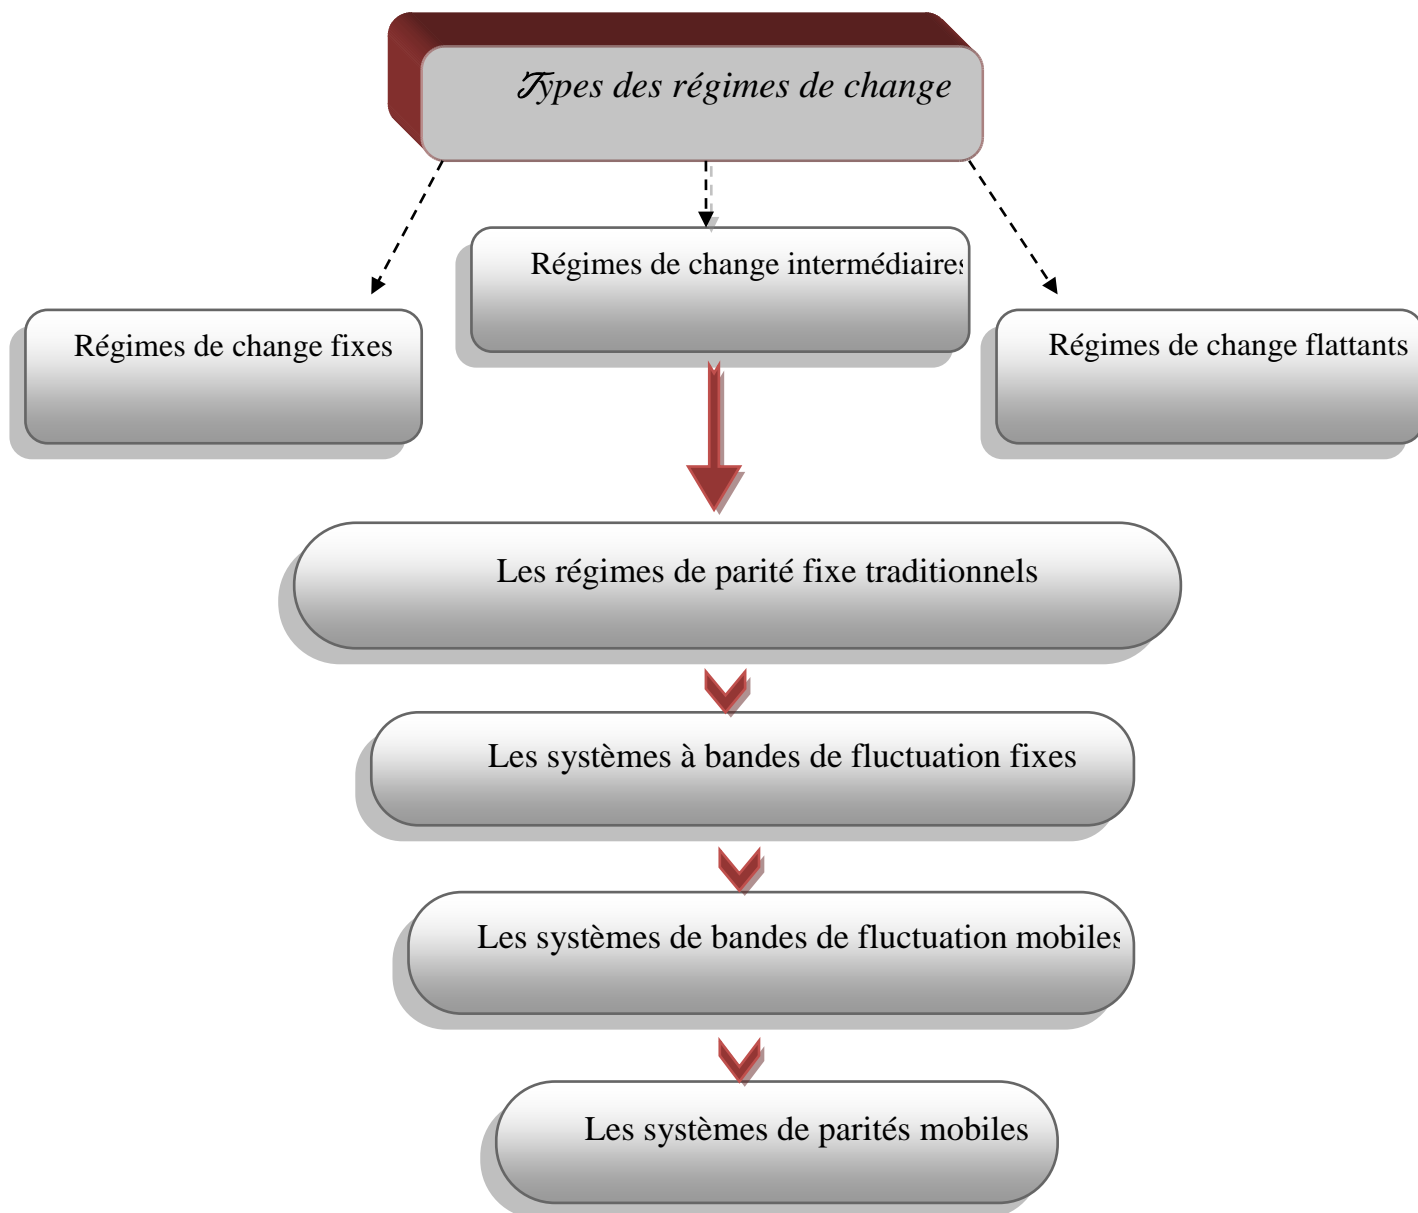 Types des régimes de change
Régimes de change intermédiaires
Régimes de change fixes
Régimes de change flattants
Les régimes de parité fixe traditionnels
Les systèmes à bandes de fluctuation fixes
Les systèmes de bandes de fluctuation mobiles
Les systèmes de parités mobiles